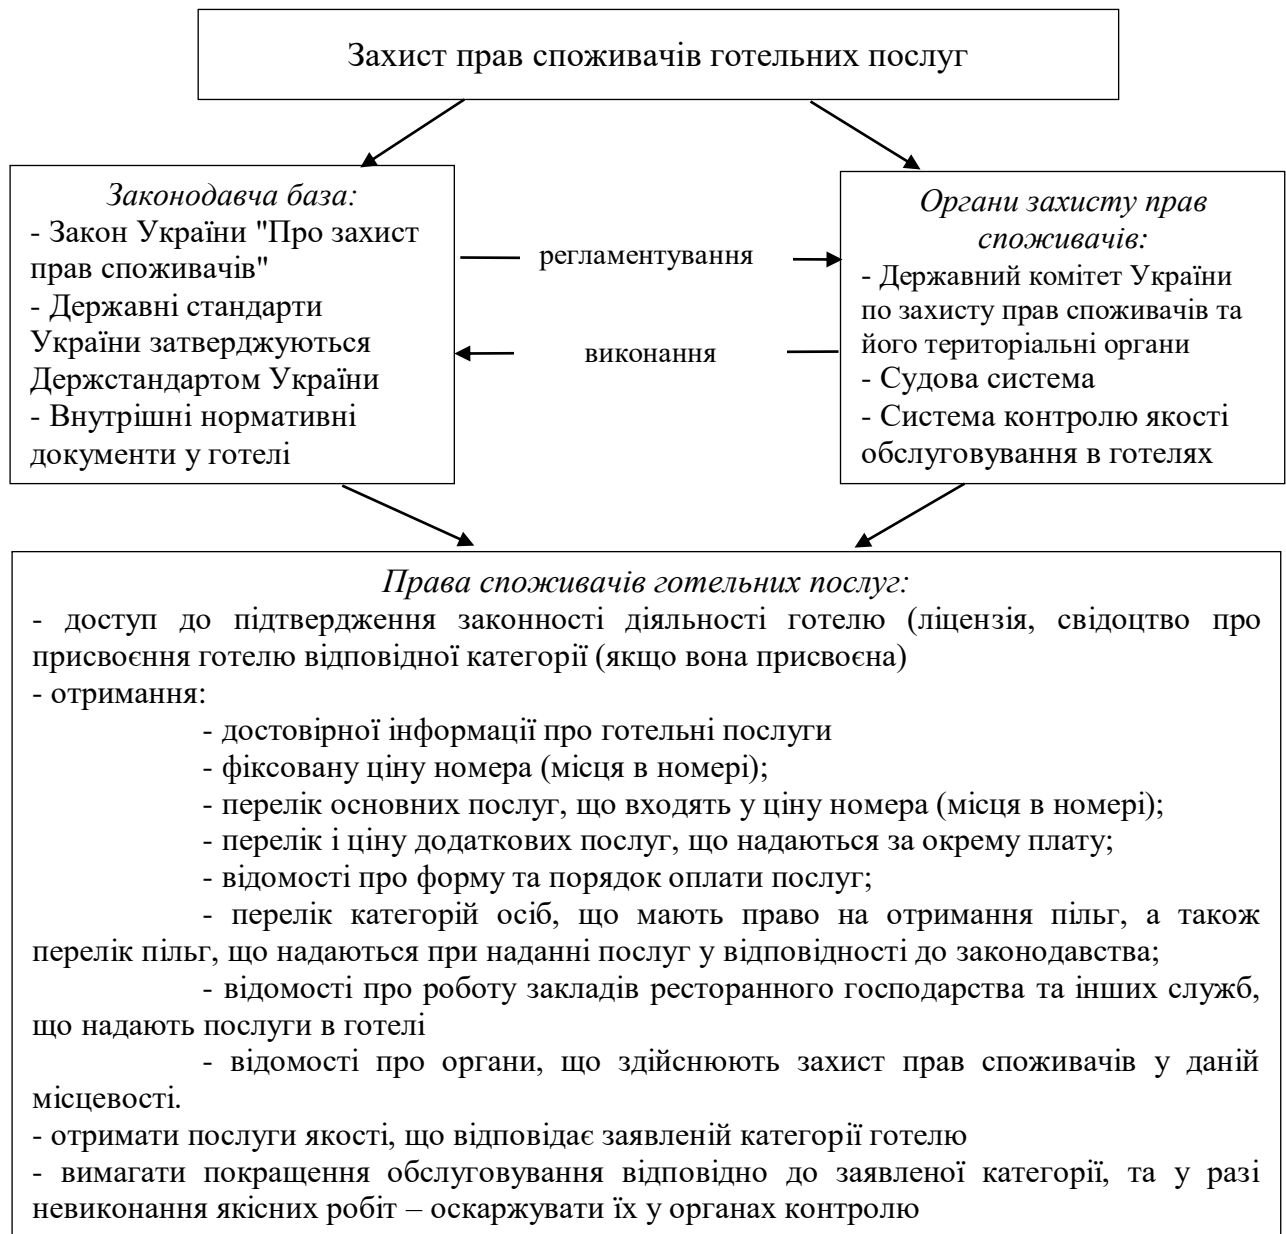 Захист прав споживачів готельних послуг
Законодавча база:
- Закон України "Про захист
прав споживачів"
- Державні стандарти
України затверджуються
Держстандартом України
- Внутрішні нормативні
документи у готелі
регламентування
виконання
Органи захисту прав
споживачів:
- Державний комітет України
по захисту прав споживачів та
його територіальні органи
- Судова система
- Система контролю якості
обслуговування в готелях
Права споживачів готельних послуг:
- доступ до підтвердження законності діяльності готелю (ліцензія, свідоцтво про
присвоєння готелю відповідної категорії (якщо вона присвоєна)
- отримання:
- достовірної інформації про готельні послуги
- фіксовану ціну номера (місця в номері);
- перелік основних послуг, що входять у ціну номера (місця в номері);
- перелік і ціну додаткових послуг, що надаються за окрему плату;
- відомості про форму та порядок оплати послуг;
- перелік категорій осіб, що мають право на отримання пільг, а також
перелік пільг, що надаються при наданні послуг у відповідності до законодавства;
- відомості про роботу закладів ресторанного господарства та інших служб,
що надають послуги в готелі
- відомості про органи, що здійснюють захист прав споживачів у даній
місцевості.
- отримати послуги якості, що відповідає заявленій категорії готелю
- вимагати покращення обслуговування відповідно до заявленої категорії, та у разі
невиконання якісних робіт – оскаржувати їх у органах контролю